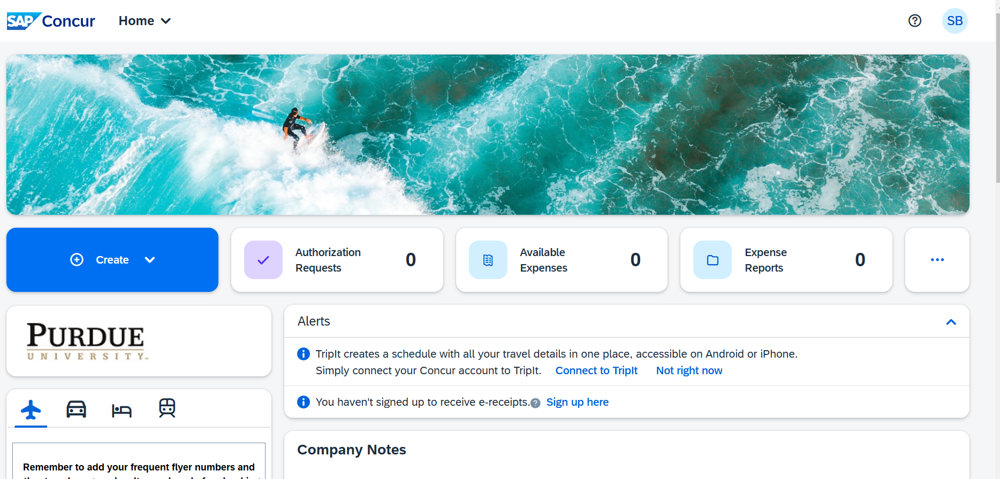 SAP Concur Home
SB
Create
Authorization
Requests
0
Available
Expenses
0
Expense
Reports
0
PURDUE
UNIVERSITY™
Alerts
TripIt creates a schedule with all your travel details in one place, accessible on Android or iPhone.
Simply connect your Concur account to TripIt. Connect to TripIt Not right now
You haven't signed up to receive e-receipts. Sign up here
Company Notes
Remember to add your frequent flyer numbers and